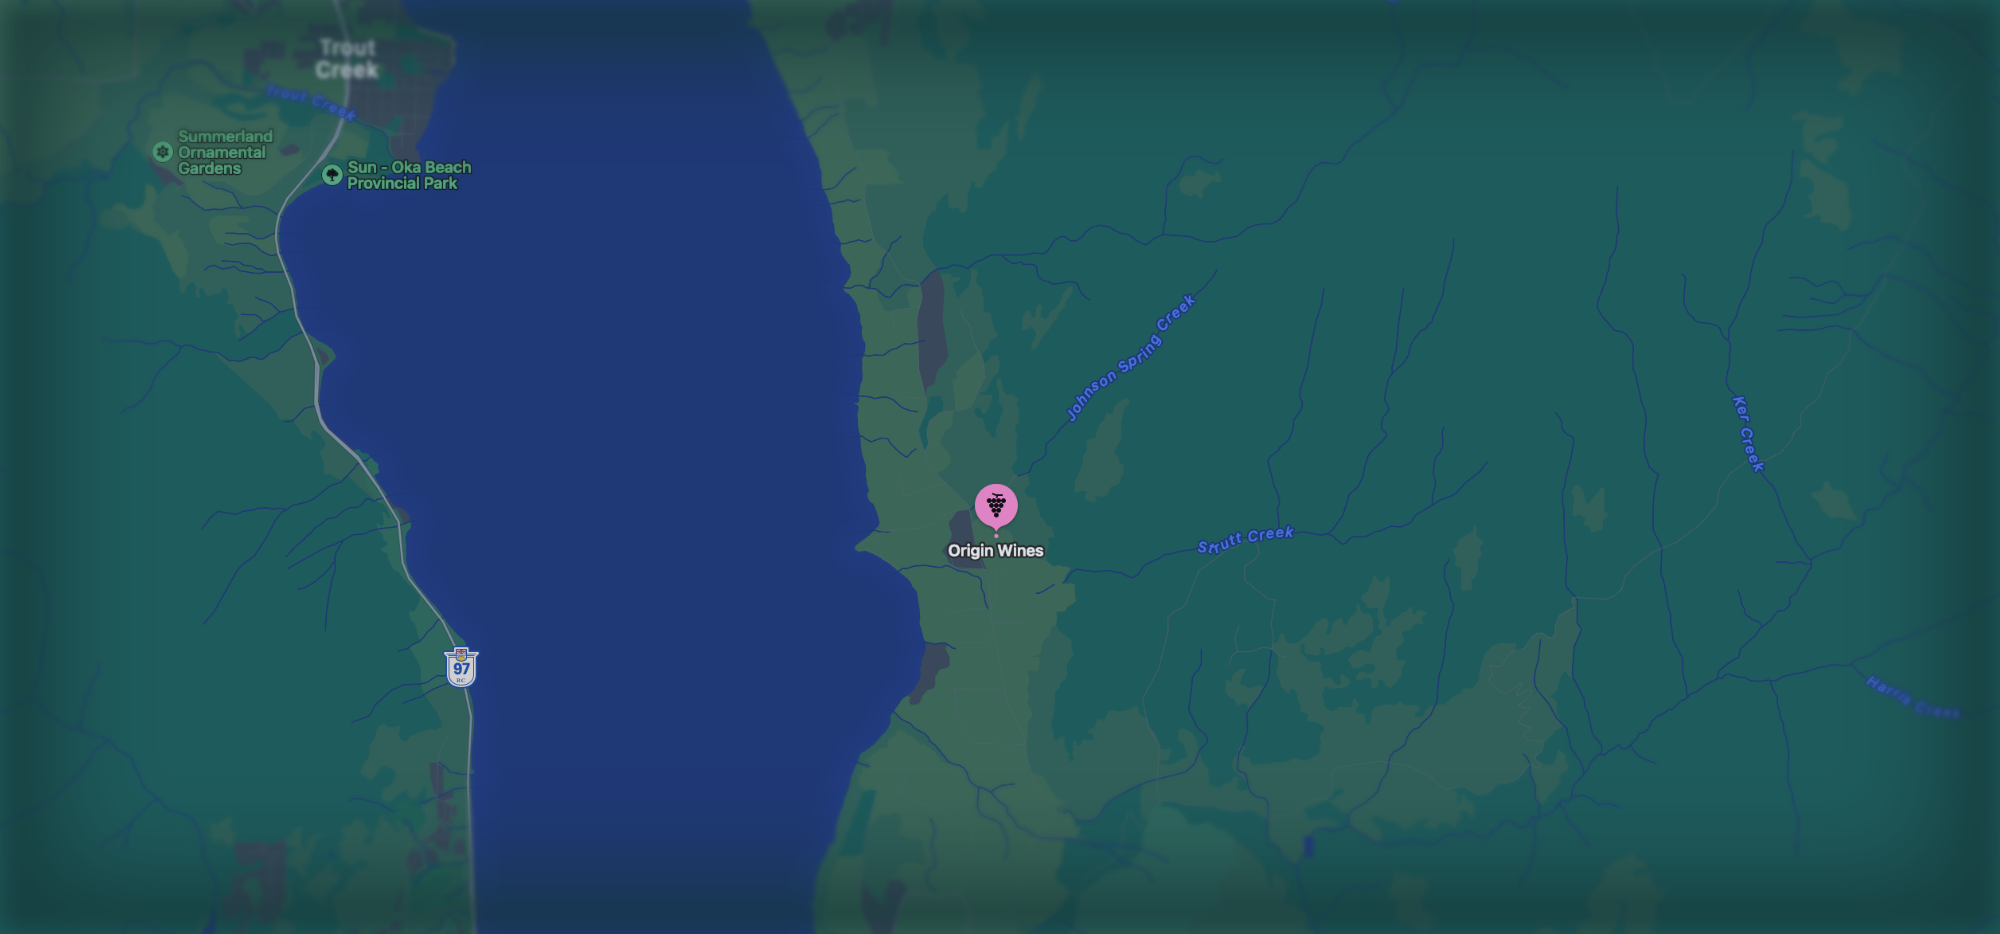 Trout
Creek
Trout Creek
Summerland
Ornamental
Gardens
Sun - Oka Beach
Provincial Park
Johnson Spring Creek
Ker Creek
Origin Wines
Strutt Creek
97
BC
Harris Creek